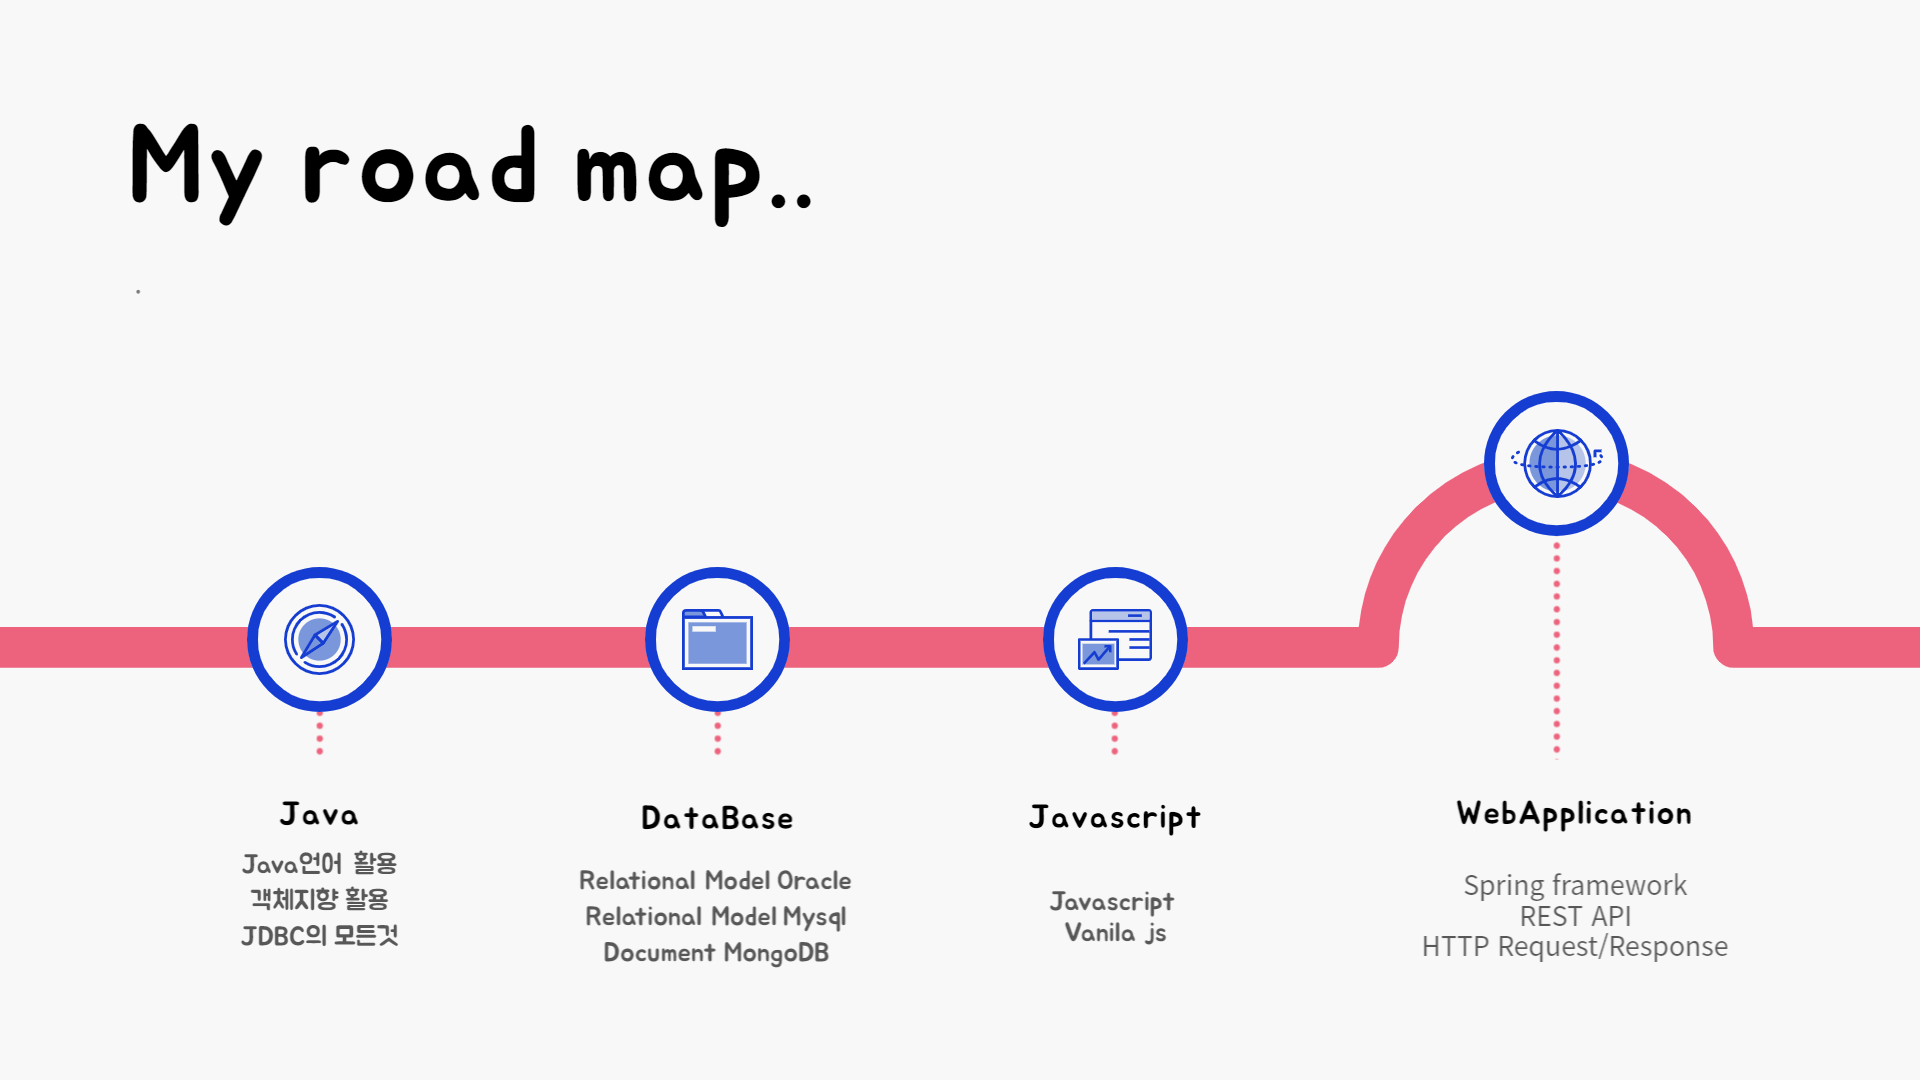 My road map..
.
Java
Java언어 활용
객체지향 활용
JDBC의 모든것
DataBase
Relational Model Oracle
Relational Model Mysql
Document MongoDB
Javascript
Javascript
Vanila js
WebApplication
Spring framework
REST API
HTTP Request/Response